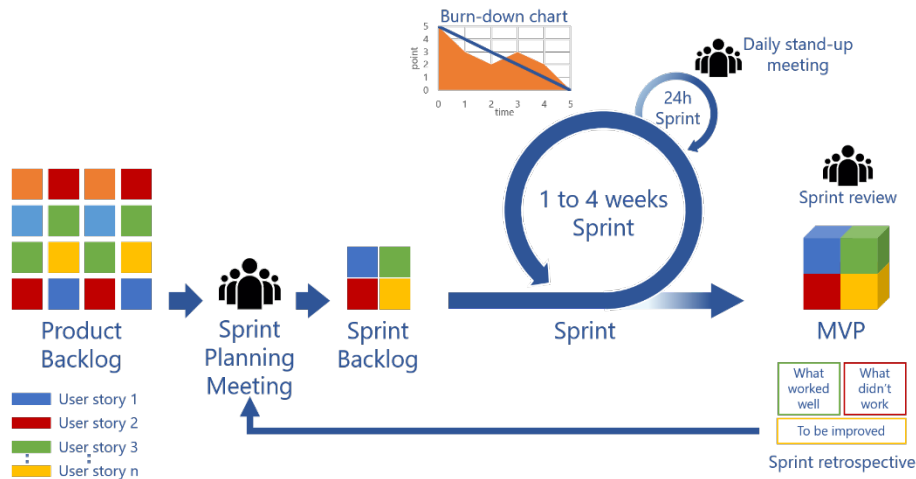 Burn-down chart
5
4
3
2
1
0
point
0 1 2 3 4 5
time
Daily stand-up
meeting
24h
Sprint
1 to 4 weeks
Sprint
Sprint review
Product
Backlog
Sprint
Planning
Meeting
Sprint
Backlog
Sprint
MVP
User story 1
User story 2
User story 3
User story n
What
worked
well
What
didn't
work
To be improved
Sprint retrospective